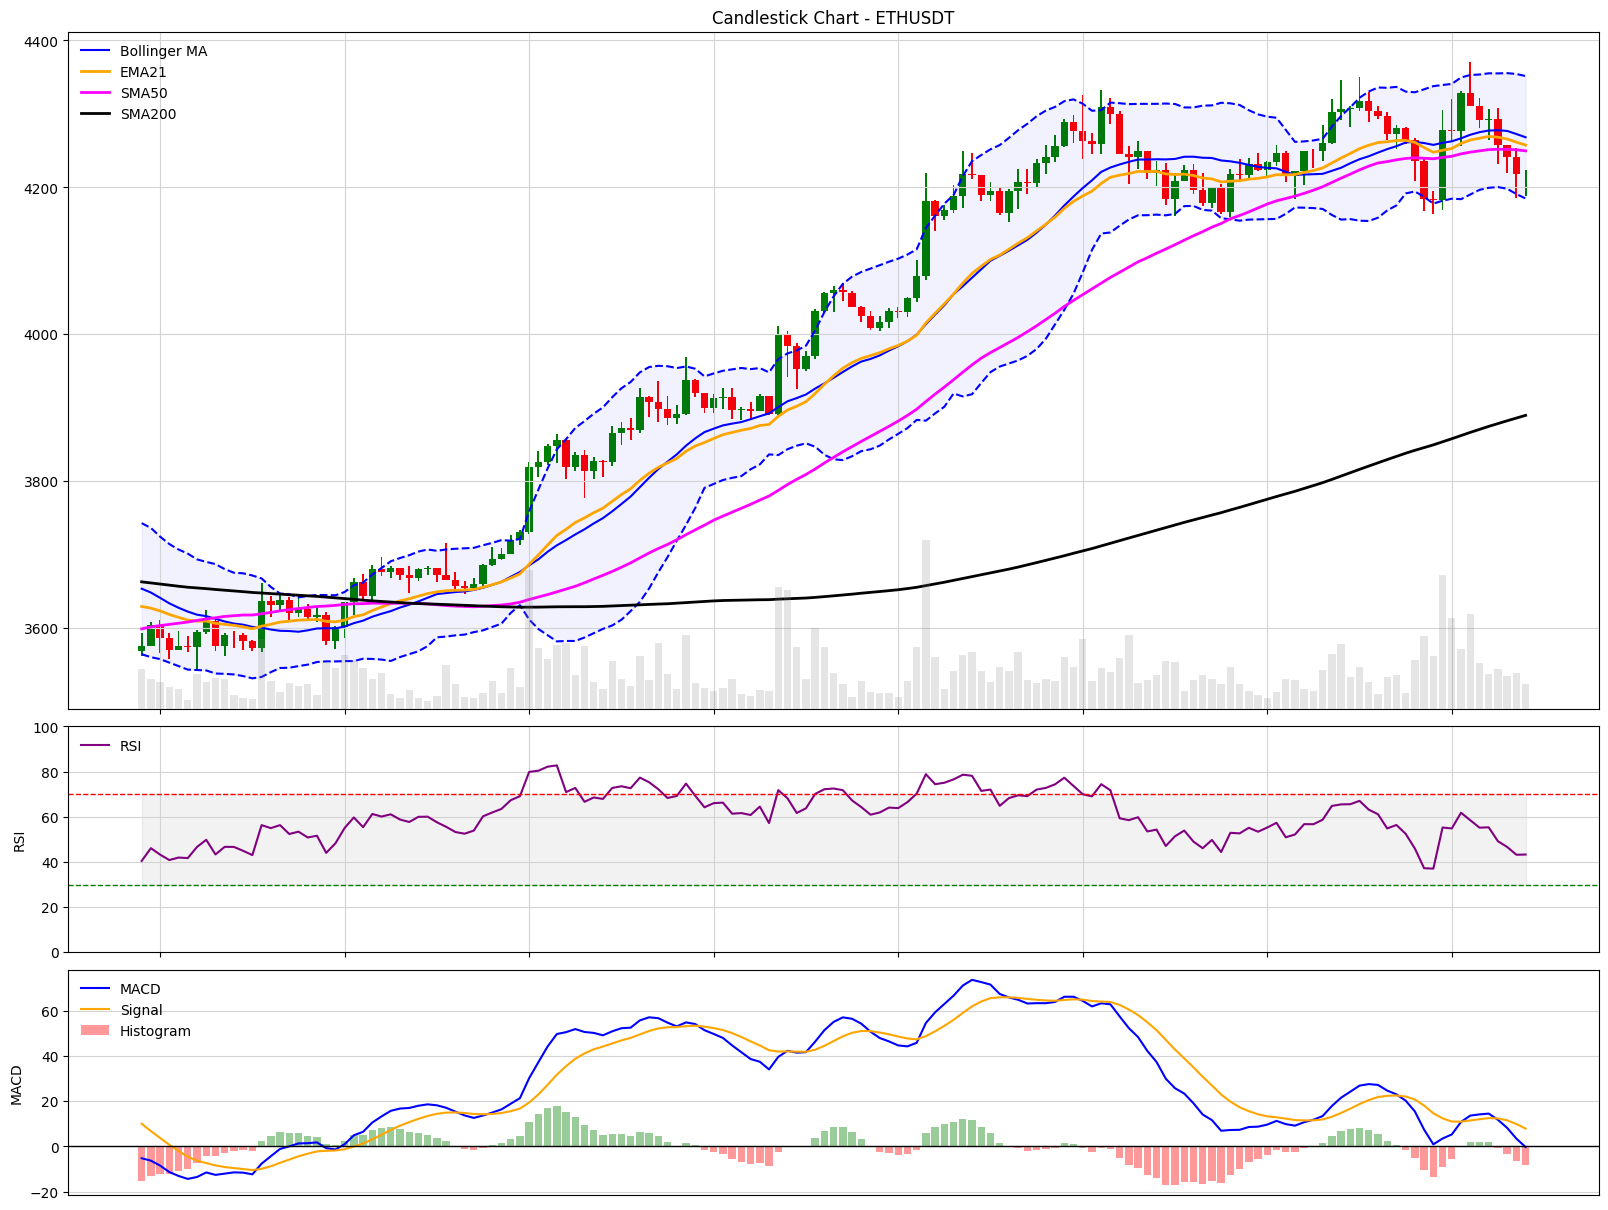 Candlestick Chart - ETHUSDT
Bollinger MA
EMA21
SMA50
SMA200
4400
4200
4000
3800
3600
RSI
100
80
60
40
20
0
RSI
MACD
Signal
Histogram
60
40
20
0
−20
MACD